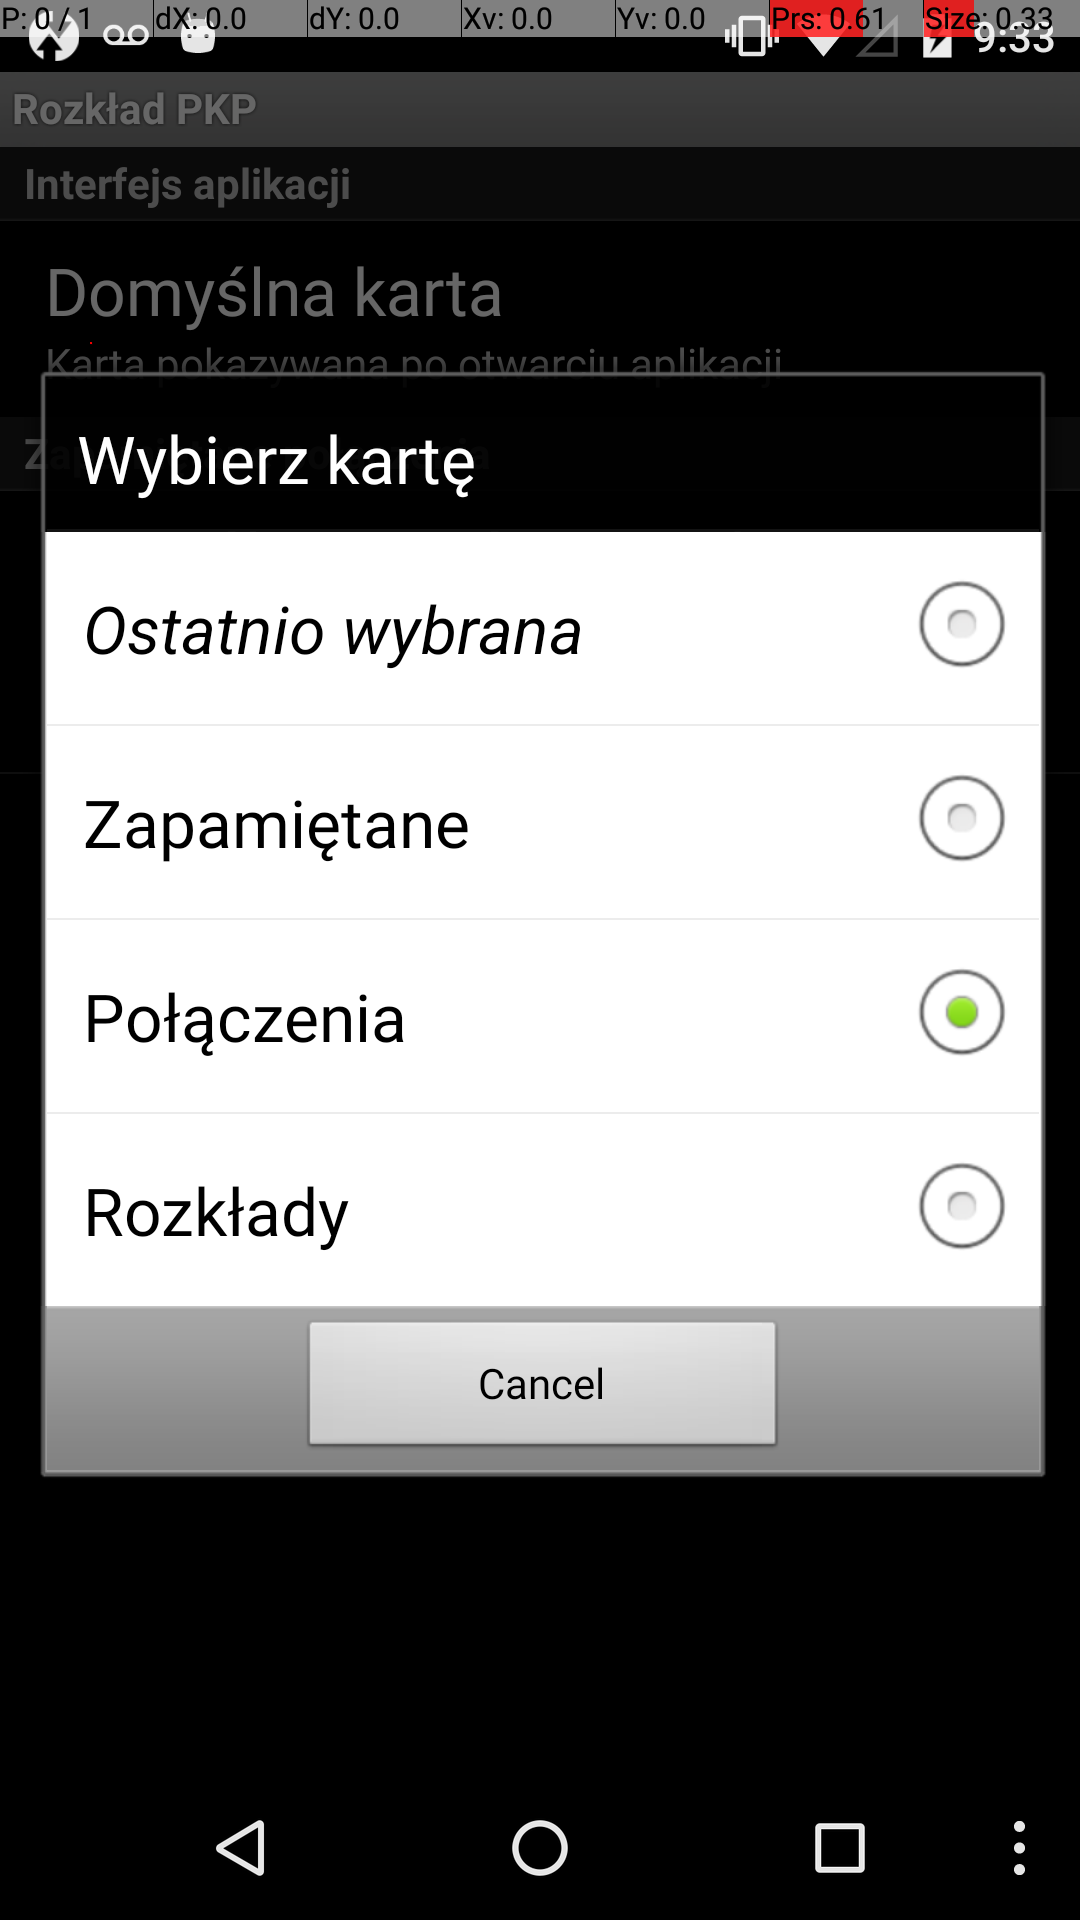 P: 0 / 1 dX: 0.0 dY: 0.0 Xv: 0.0 Yv: 0.0 Prs: 0.61 Size: 0.33
9:33
Rozkład PKP
Interfejs aplikacji
Domyślna karta
Karta pokazywana po otwarciu aplikacji
Wybierz kartę
Ostatnio wybrana
Zapamiętane
Połączenia
Rozkłady
Cancel